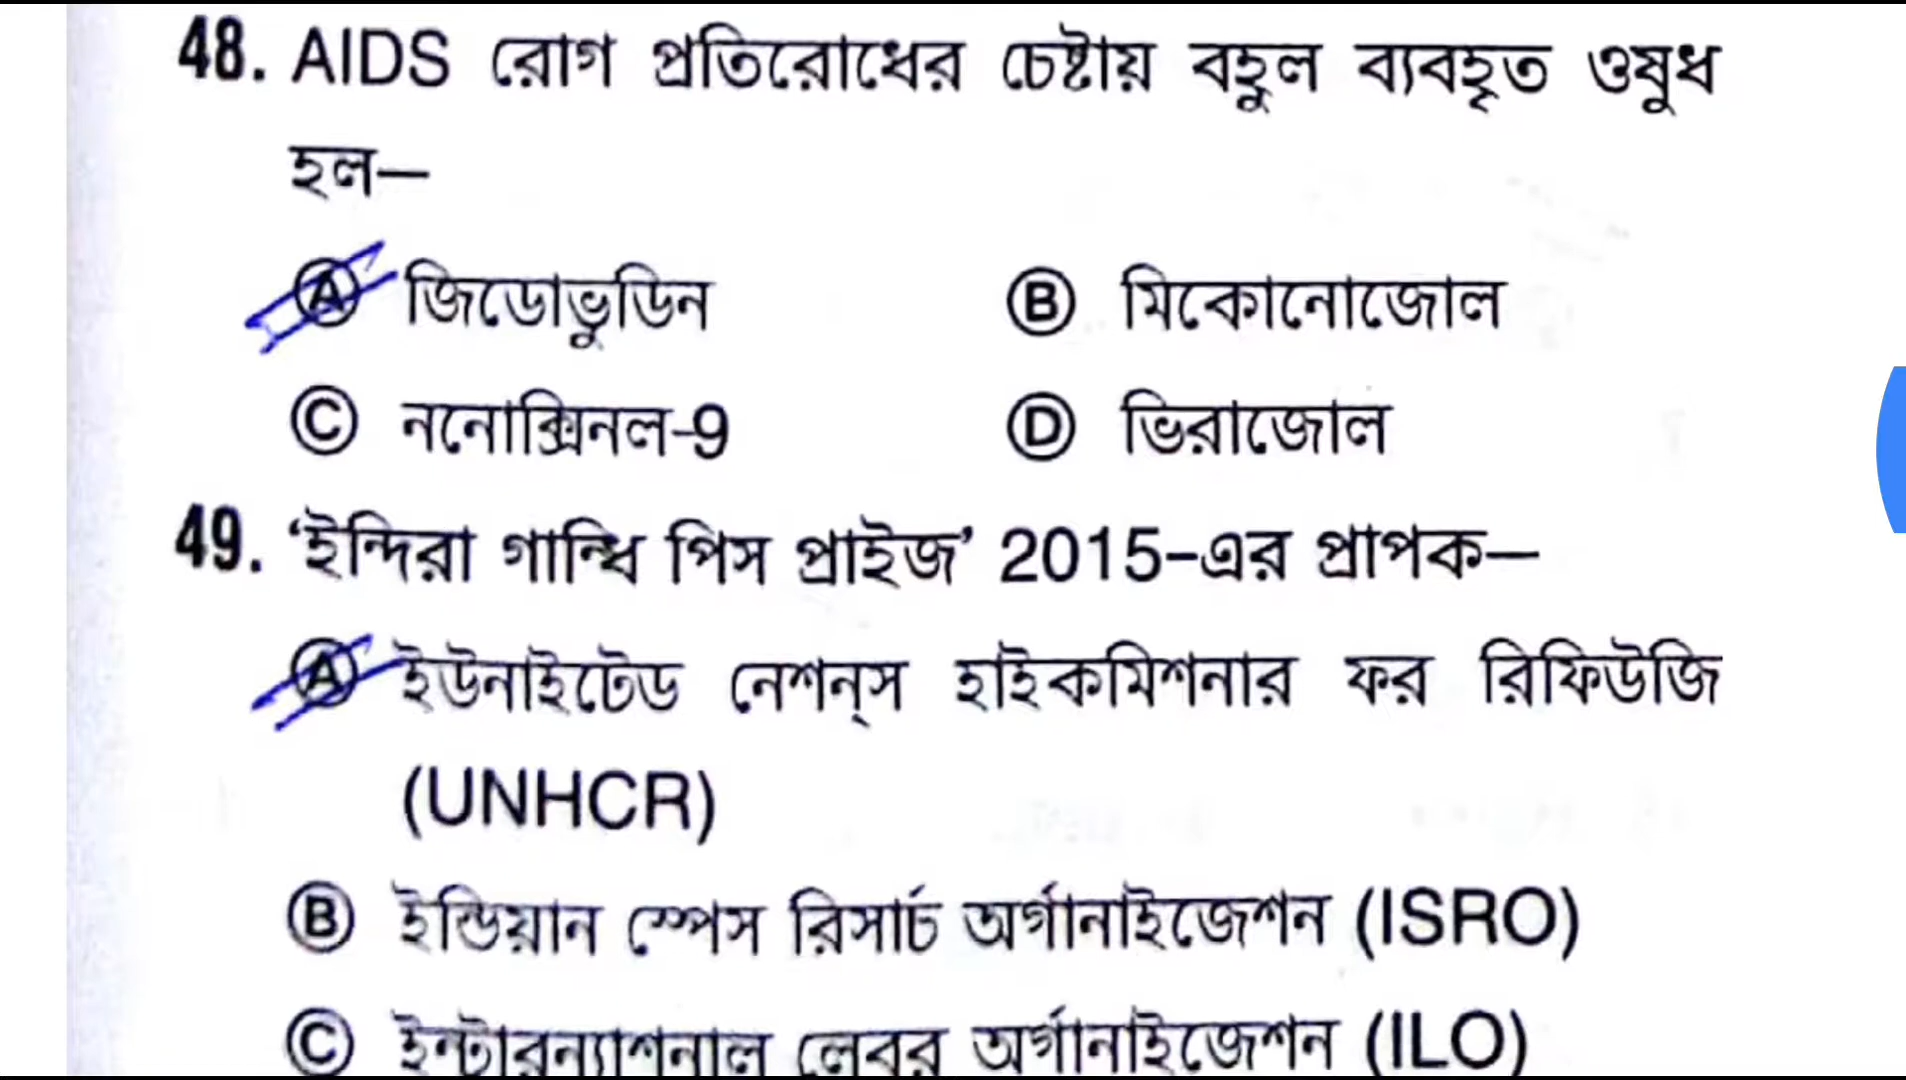 48. AIDS রোগ প্রতিরোধের চেষ্টায় বহুল ব্যবহৃত ওষুধ
হল—
Ⓐ জিডোভুডিন Ⓑ মিকোনোজোল
Ⓒ ননোক্সিনল-9 Ⓓ ভিরাজোল
49. ‘ইন্দিরা গান্ধি পিস প্রাইজ’ 2015-এর প্রাপক—
Ⓐ ইউনাইটেড নেশন্স হাইকমিশনার ফর রিফিউজি
(UNHCR)
Ⓑ ইন্ডিয়ান স্পেস রিসার্চ অর্গানাইজেশন (ISRO)
Ⓒ ইন্টারন্যাশনাল লেবর অর্গানাইজেশন (ILO)